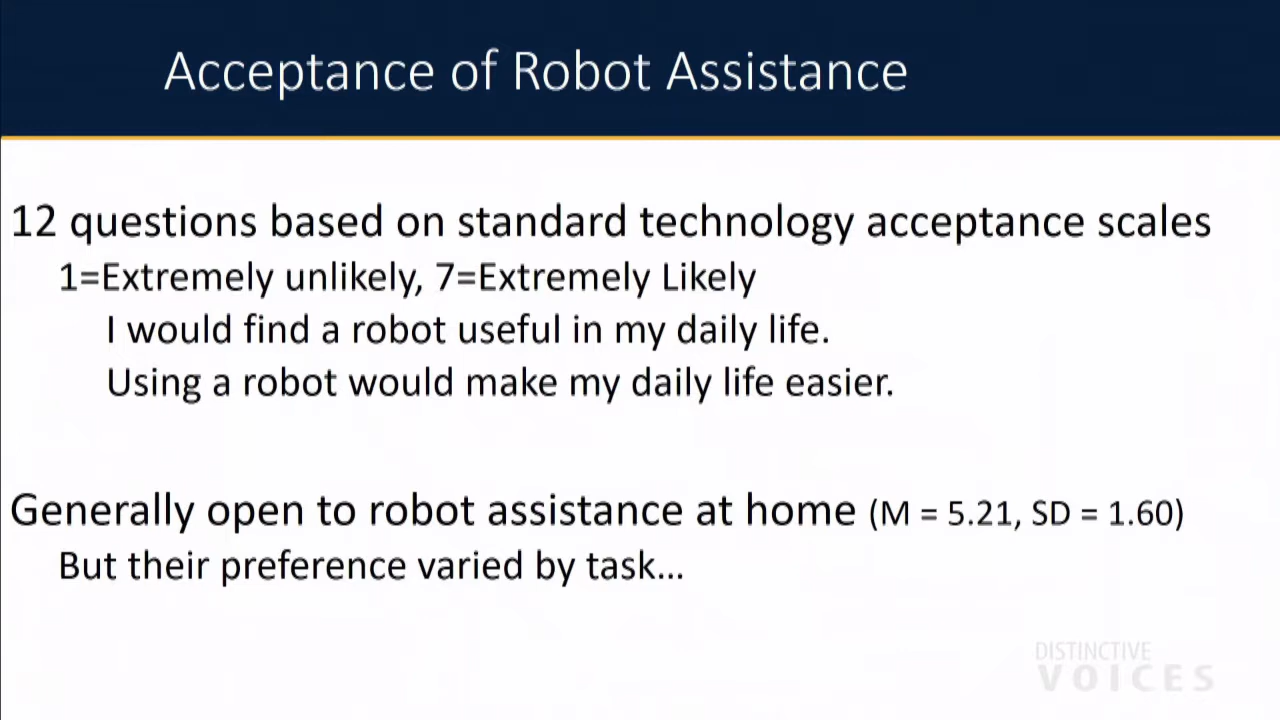 Acceptance of Robot Assistance
12 questions based on standard technology acceptance scales
1=Extremely unlikely, 7=Extremely Likely
I would find a robot useful in my daily life.
Using a robot would make my daily life easier.
Generally open to robot assistance at home (M = 5.21, SD = 1.60)
But their preference varied by task...
DISTINCTIVE
VOICES